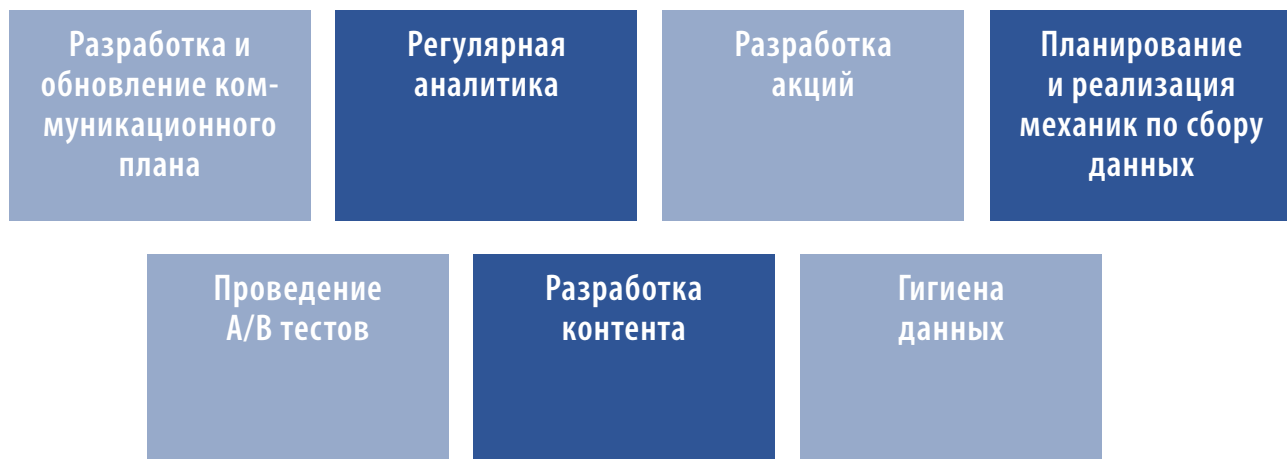 Разработка и
обновление ком-
муникационного
плана
Регулярная
аналитика
Разработка
акций
Планирование
и реализация
механик по сбору
данных
Проведение
А/В тестов
Разработка
контента
Гигиена
данных